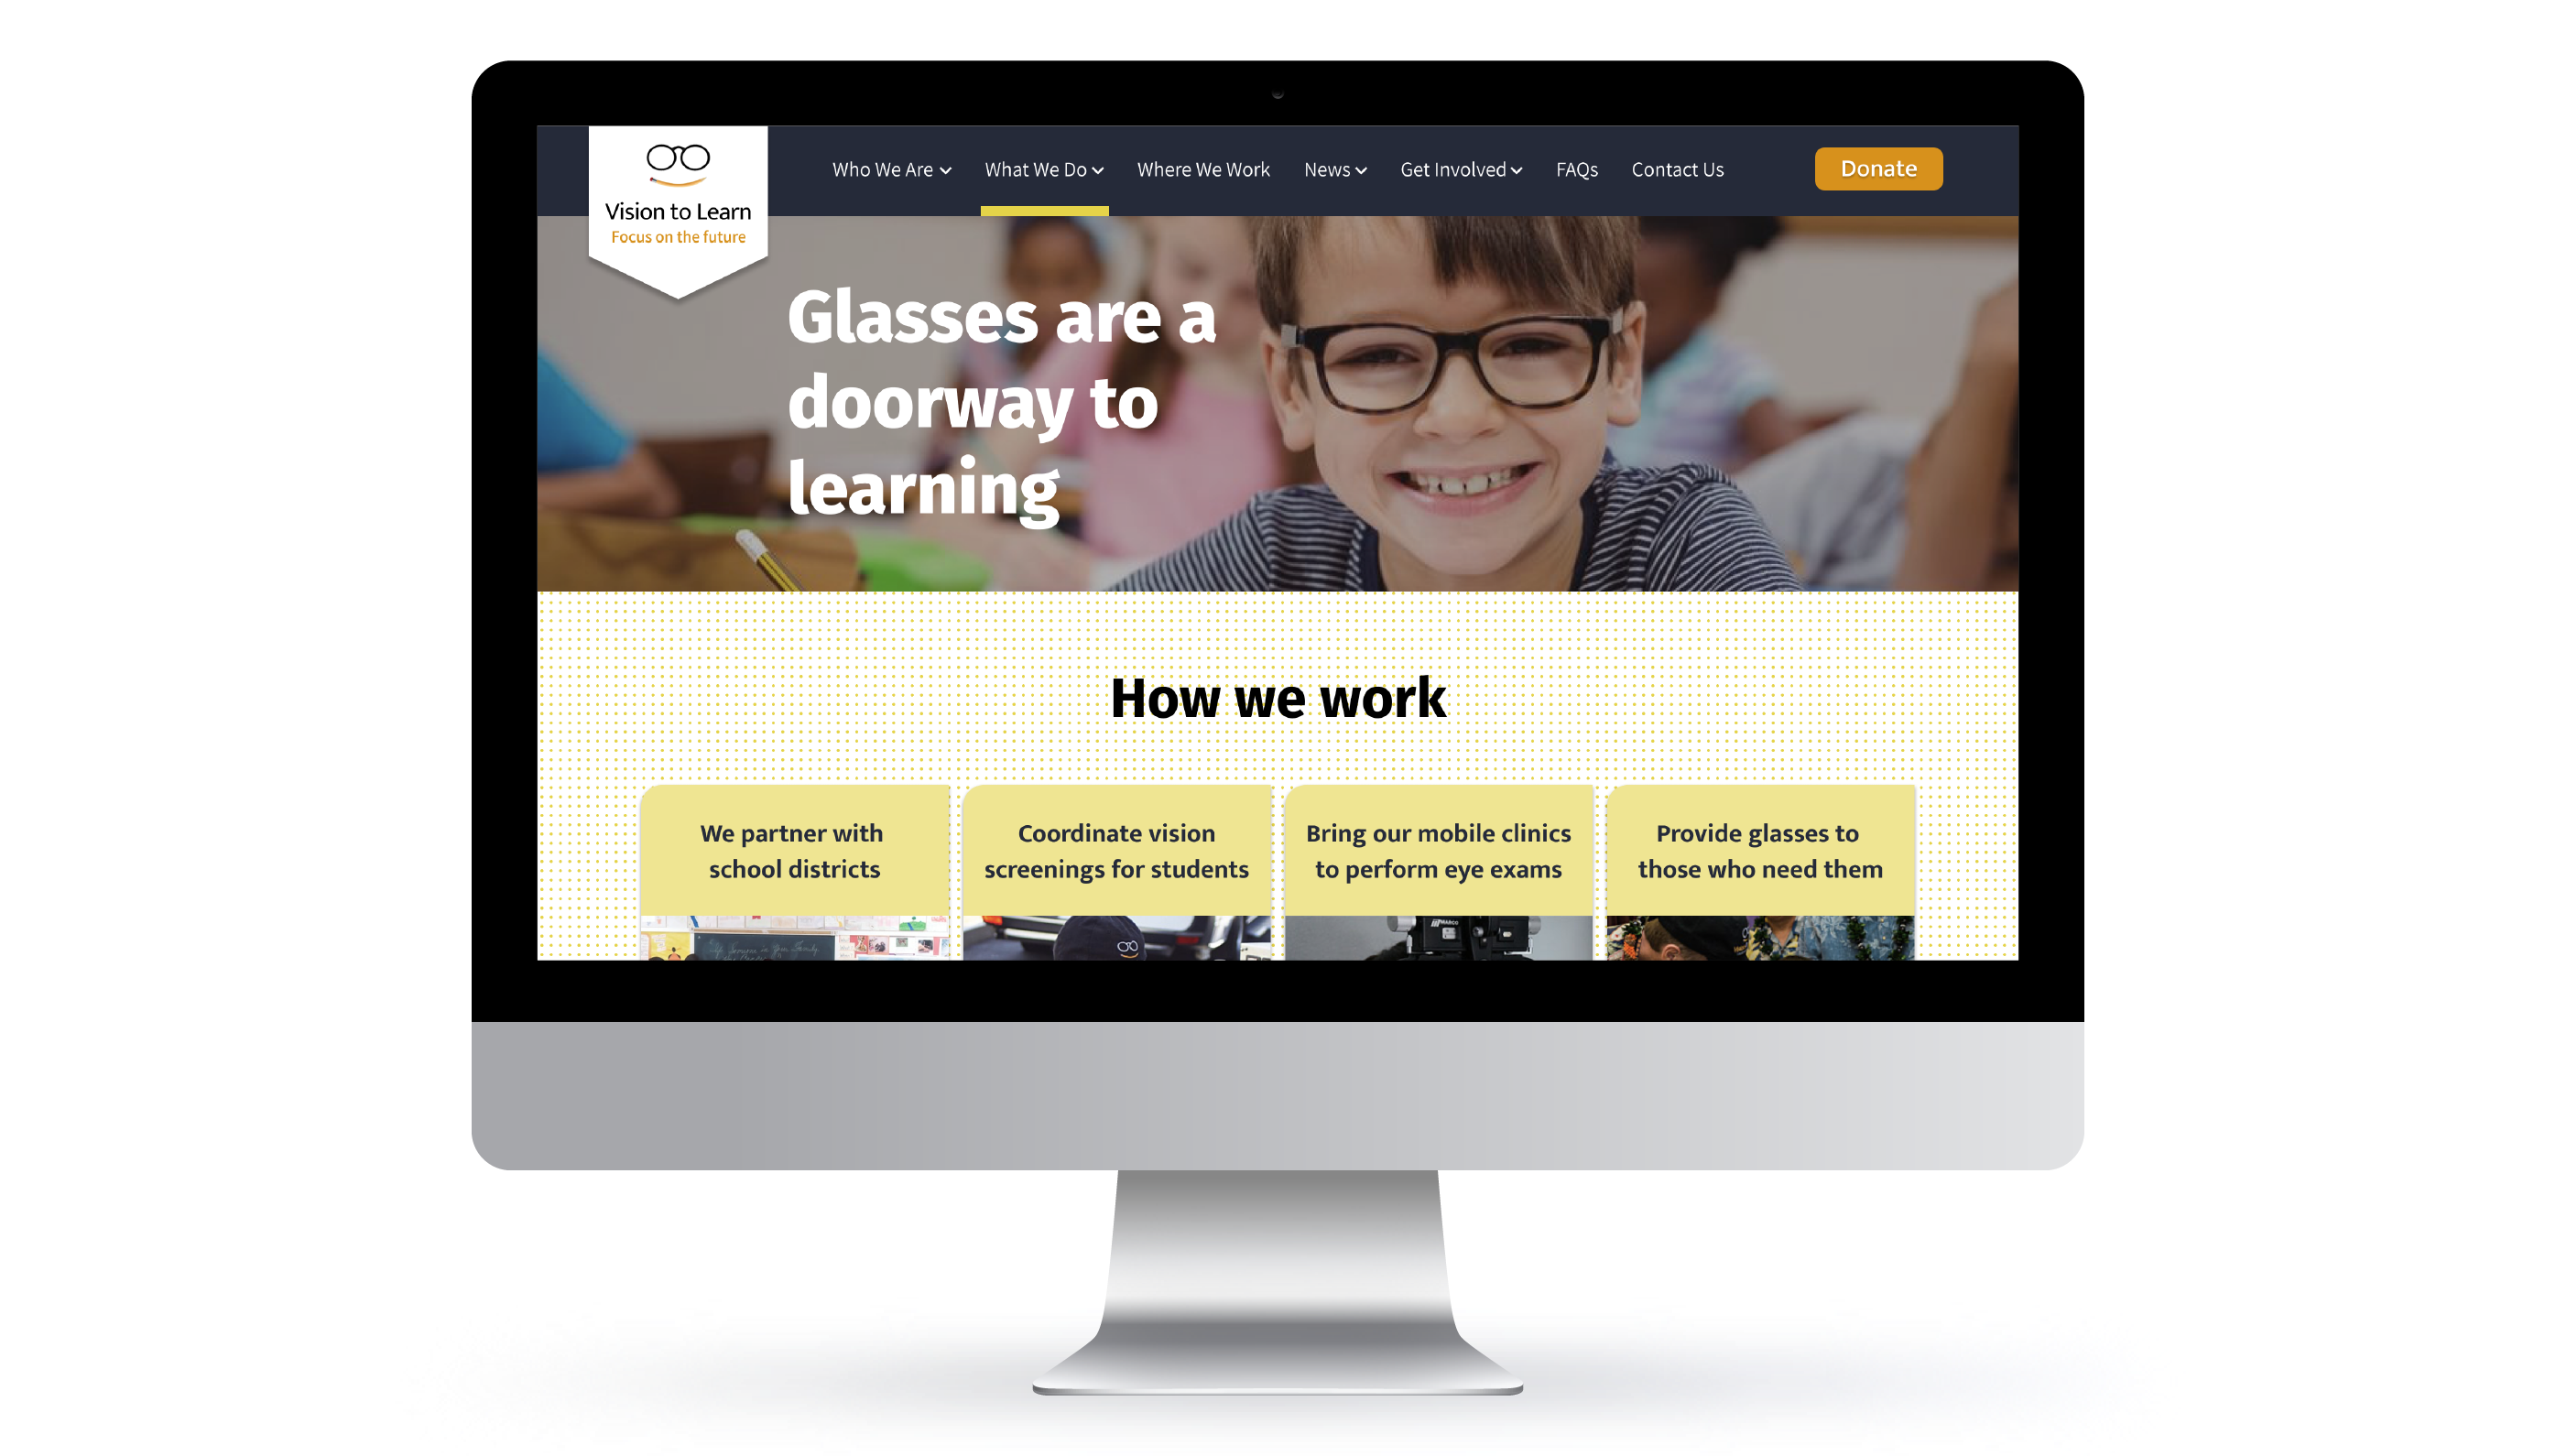 Vision to Learn
Focus on the future
Who We Are
What We Do
Where We Work
News
Get Involved
FAQs
Contact Us
Donate
Glasses are a
doorway to
learning
How we work
We partner with
school districts
Coordinate vision
screenings for students
Bring our mobile clinics
to perform eye exams
Provide glasses to
those who need them
MARCO